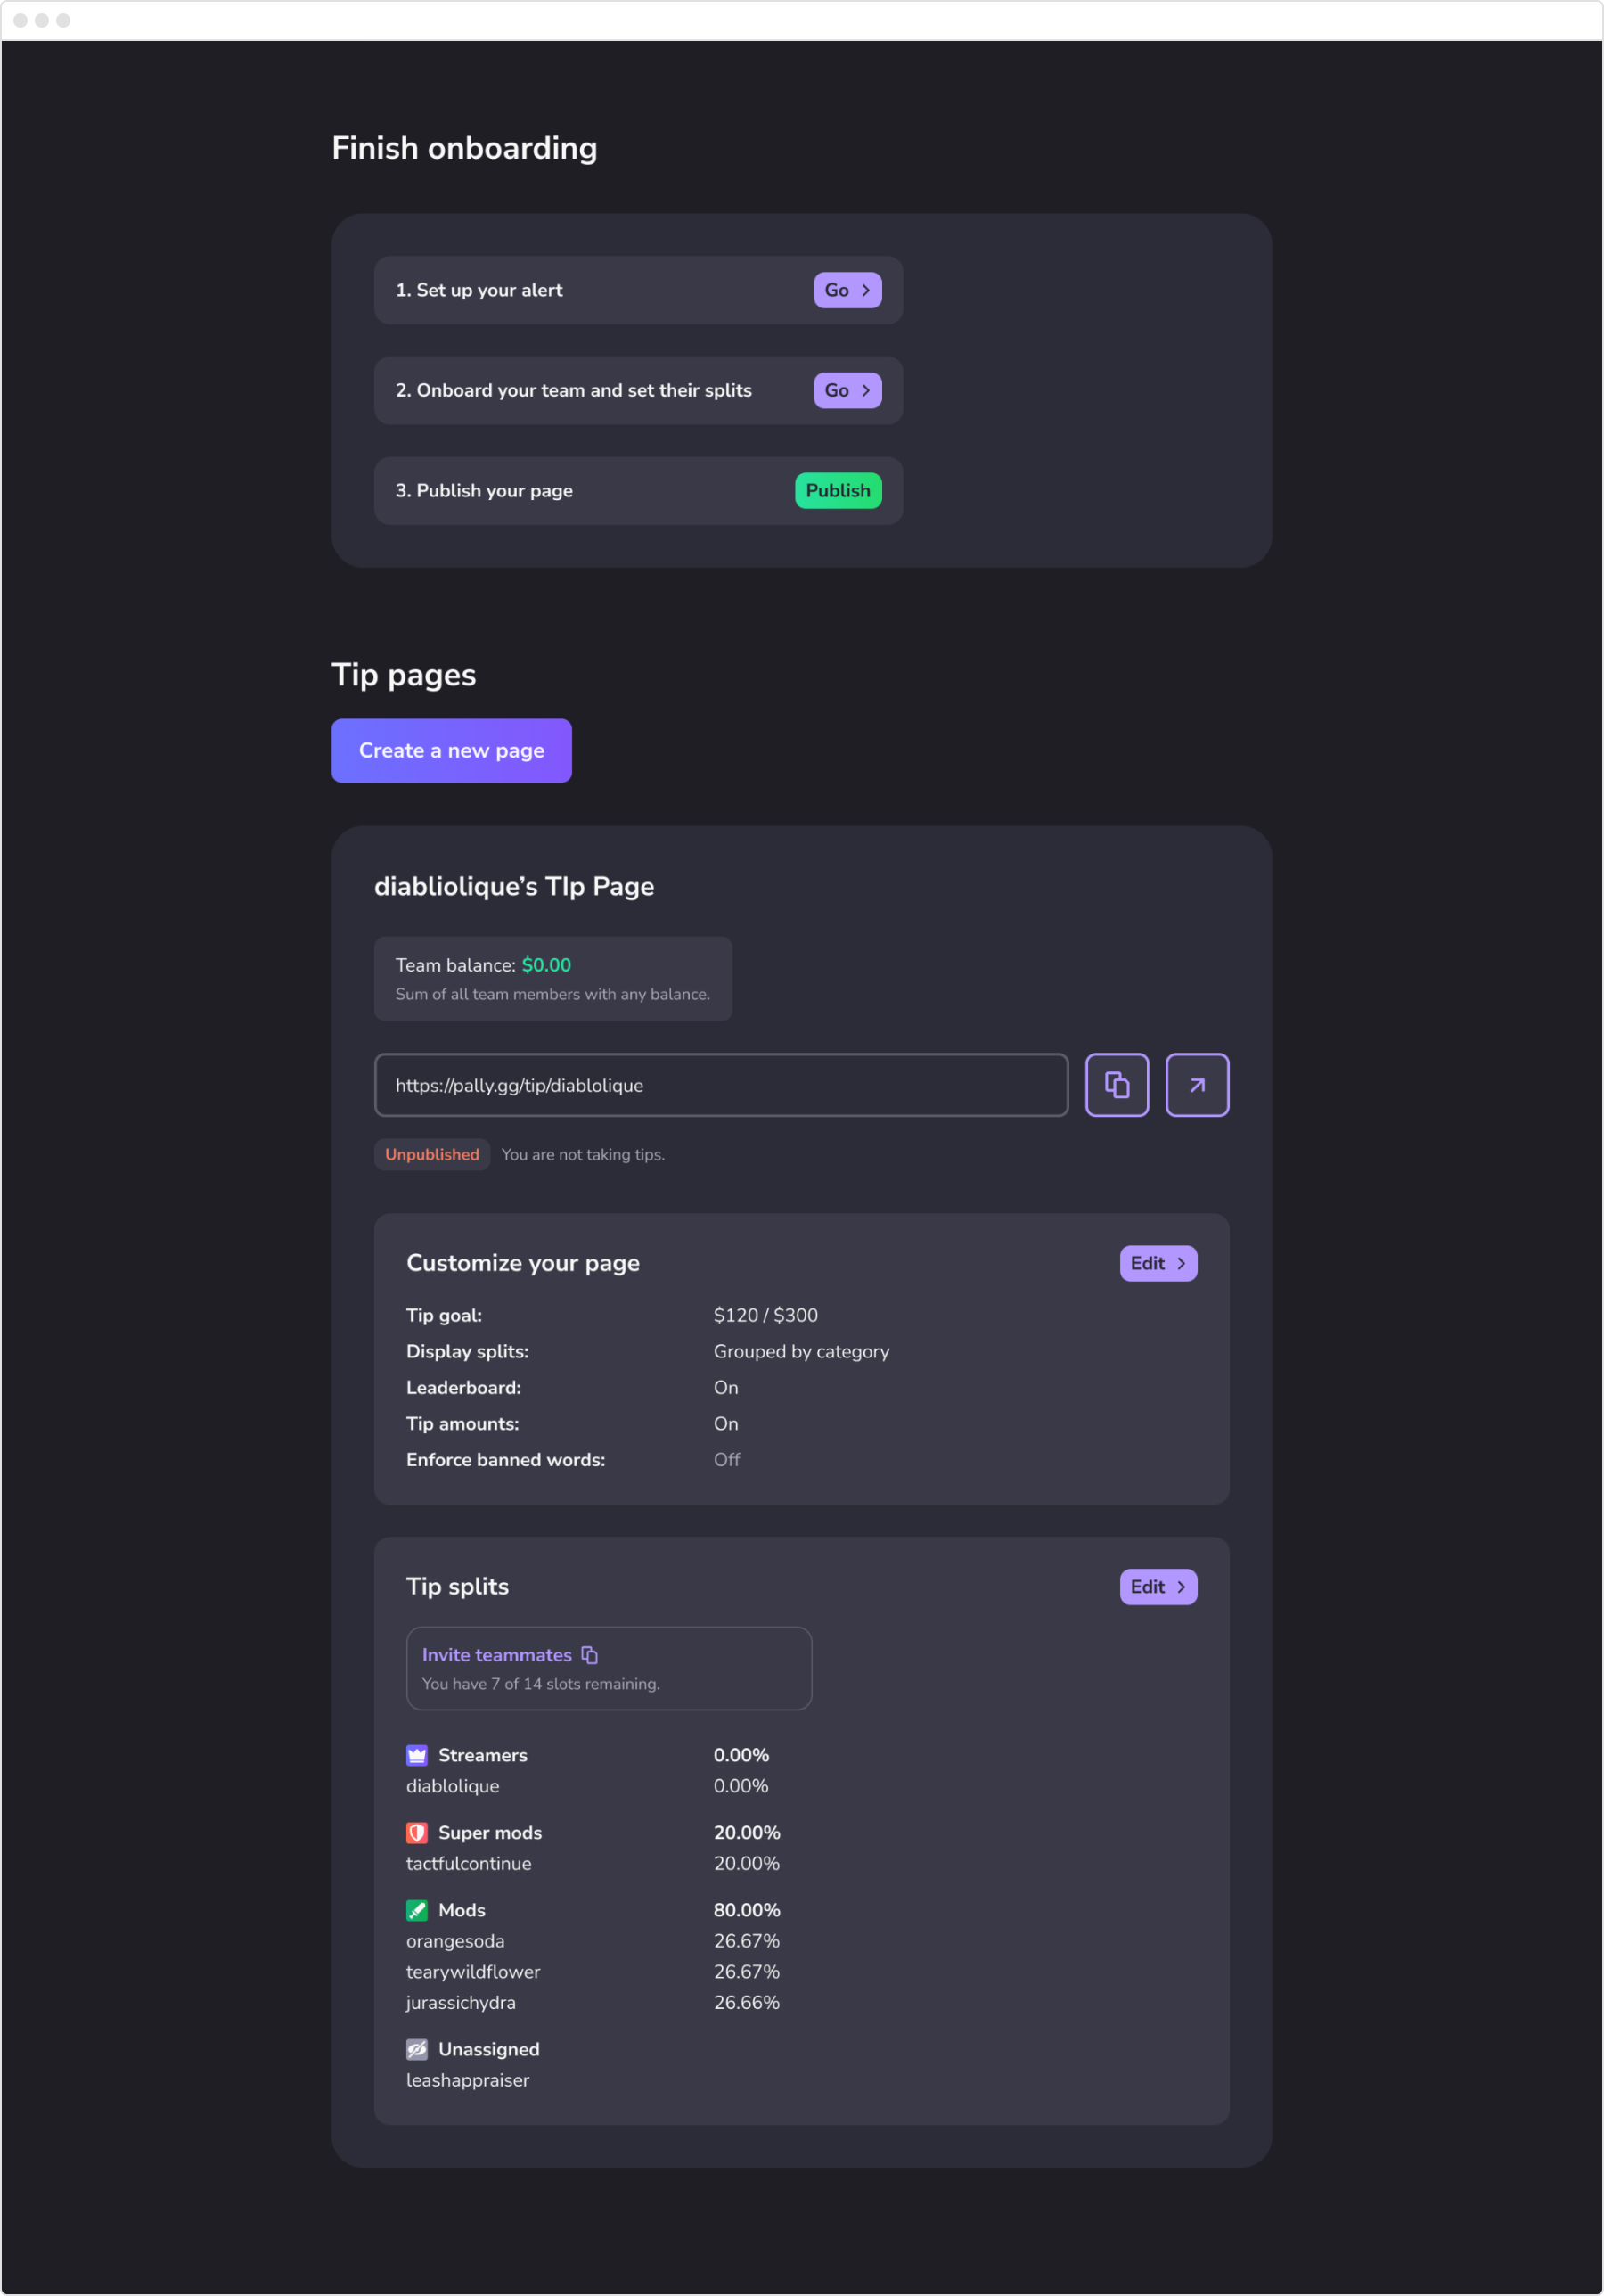 Finish onboarding
1. Set up your alert
Go
2. Onboard your team and set their splits
Go
3. Publish your page
Publish
Tip pages
Create a new page
diabliolique’s TIp Page
Team balance: $0.00
Sum of all team members with any balance.
https://pally.gg/tip/diablolique
Unpublished
You are not taking tips.
Customize your page
Edit
Tip goal: $120 / $300
Display splits: Grouped by category
Leaderboard: On
Tip amounts: On
Enforce banned words: Off
Tip splits
Edit
Invite teammates
You have 7 of 14 slots remaining.
Streamers 0.00%
diablolique 0.00%
Super mods 20.00%
tactfulcontinue 20.00%
Mods 80.00%
orangesoda 26.67%
tearywildflower 26.67%
jurassichydra 26.66%
Unassigned
leashappraiser